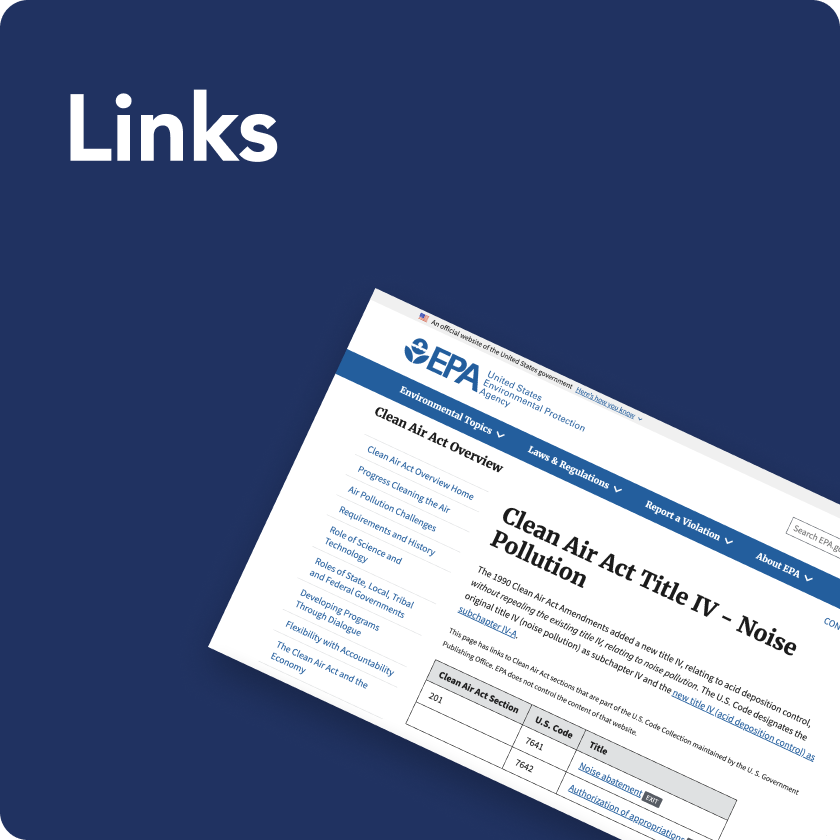 Links
An official website of the United States government Here's how you know
EPA
United States
Environmental Protection
Agency
Environmental Topics
Laws & Regulations
Report a Violation
About EPA
Search EPA.g
CON
Clean Air Act Overview
Clean Air Act Overview Home
Progress Cleaning the Air
Air Pollution Challenges
Requirements and History
Role of Science and
Technology
Roles of State, Local, Tribal
and Federal Governments
Developing Programs
Through Dialogue
Flexibility with Accountability
The Clean Air Act and the
Economy
Clean Air Act Title IV - Noise
Pollution
The 1990 Clean Air Act Amendments added a new title IV, relating to acid deposition control,
without repealing the existing title IV, relating to noise pollution. The U.S. Code designates the
original title IV (noise pollution) as subchapter IV and the new title IV (acid deposition control) as
subchapter IV-A.
This page has links to Clean Air Act sections that are part of the U.S. Code Collection maintained by the U. S. Government
Publishing Office. EPA does not control the content of that website.
Clean Air Act Section U.S. Code Title
201 7641 Noise abatement EXIT
7642 Authorization of appropriations